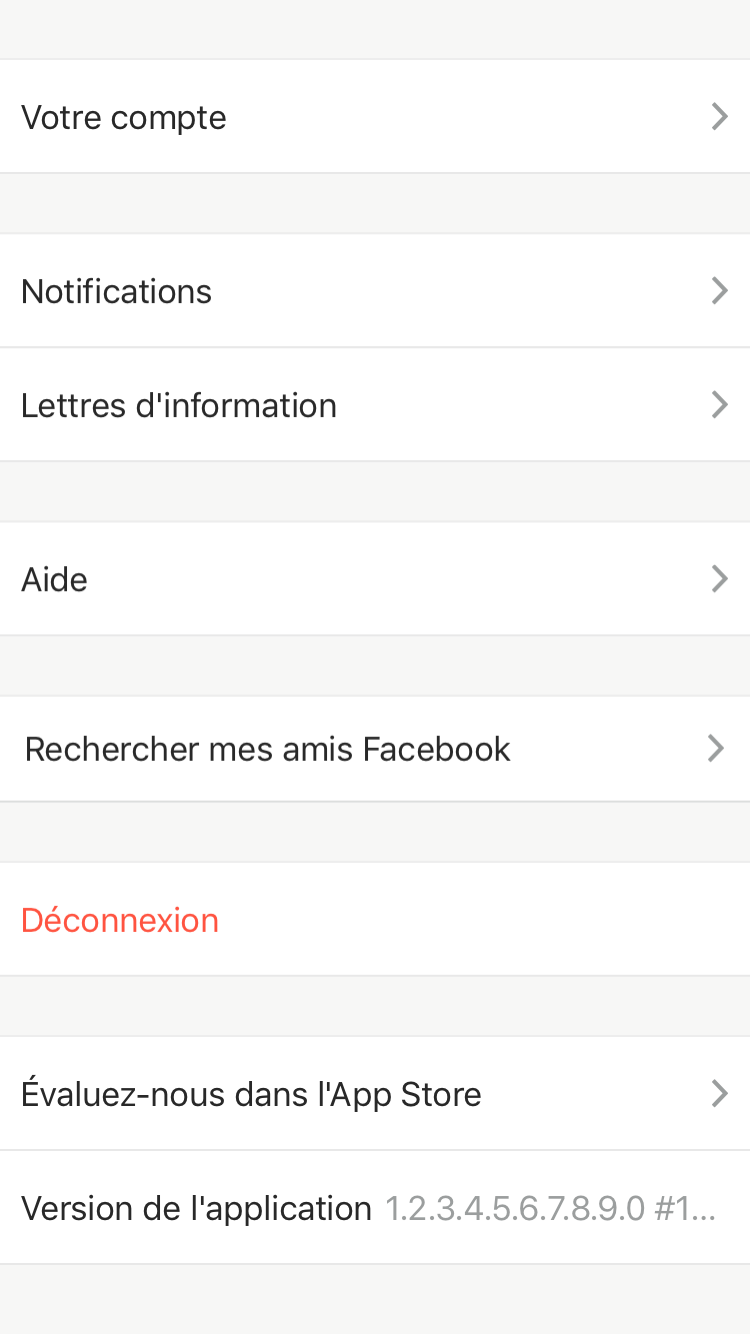 Votre compte
Notifications
Lettres d'information
Aide
Rechercher mes amis Facebook
Déconnexion
Évaluez-nous dans l'App Store
Version de l'application 1.2.3.4.5.6.7.8.9.0 #1...